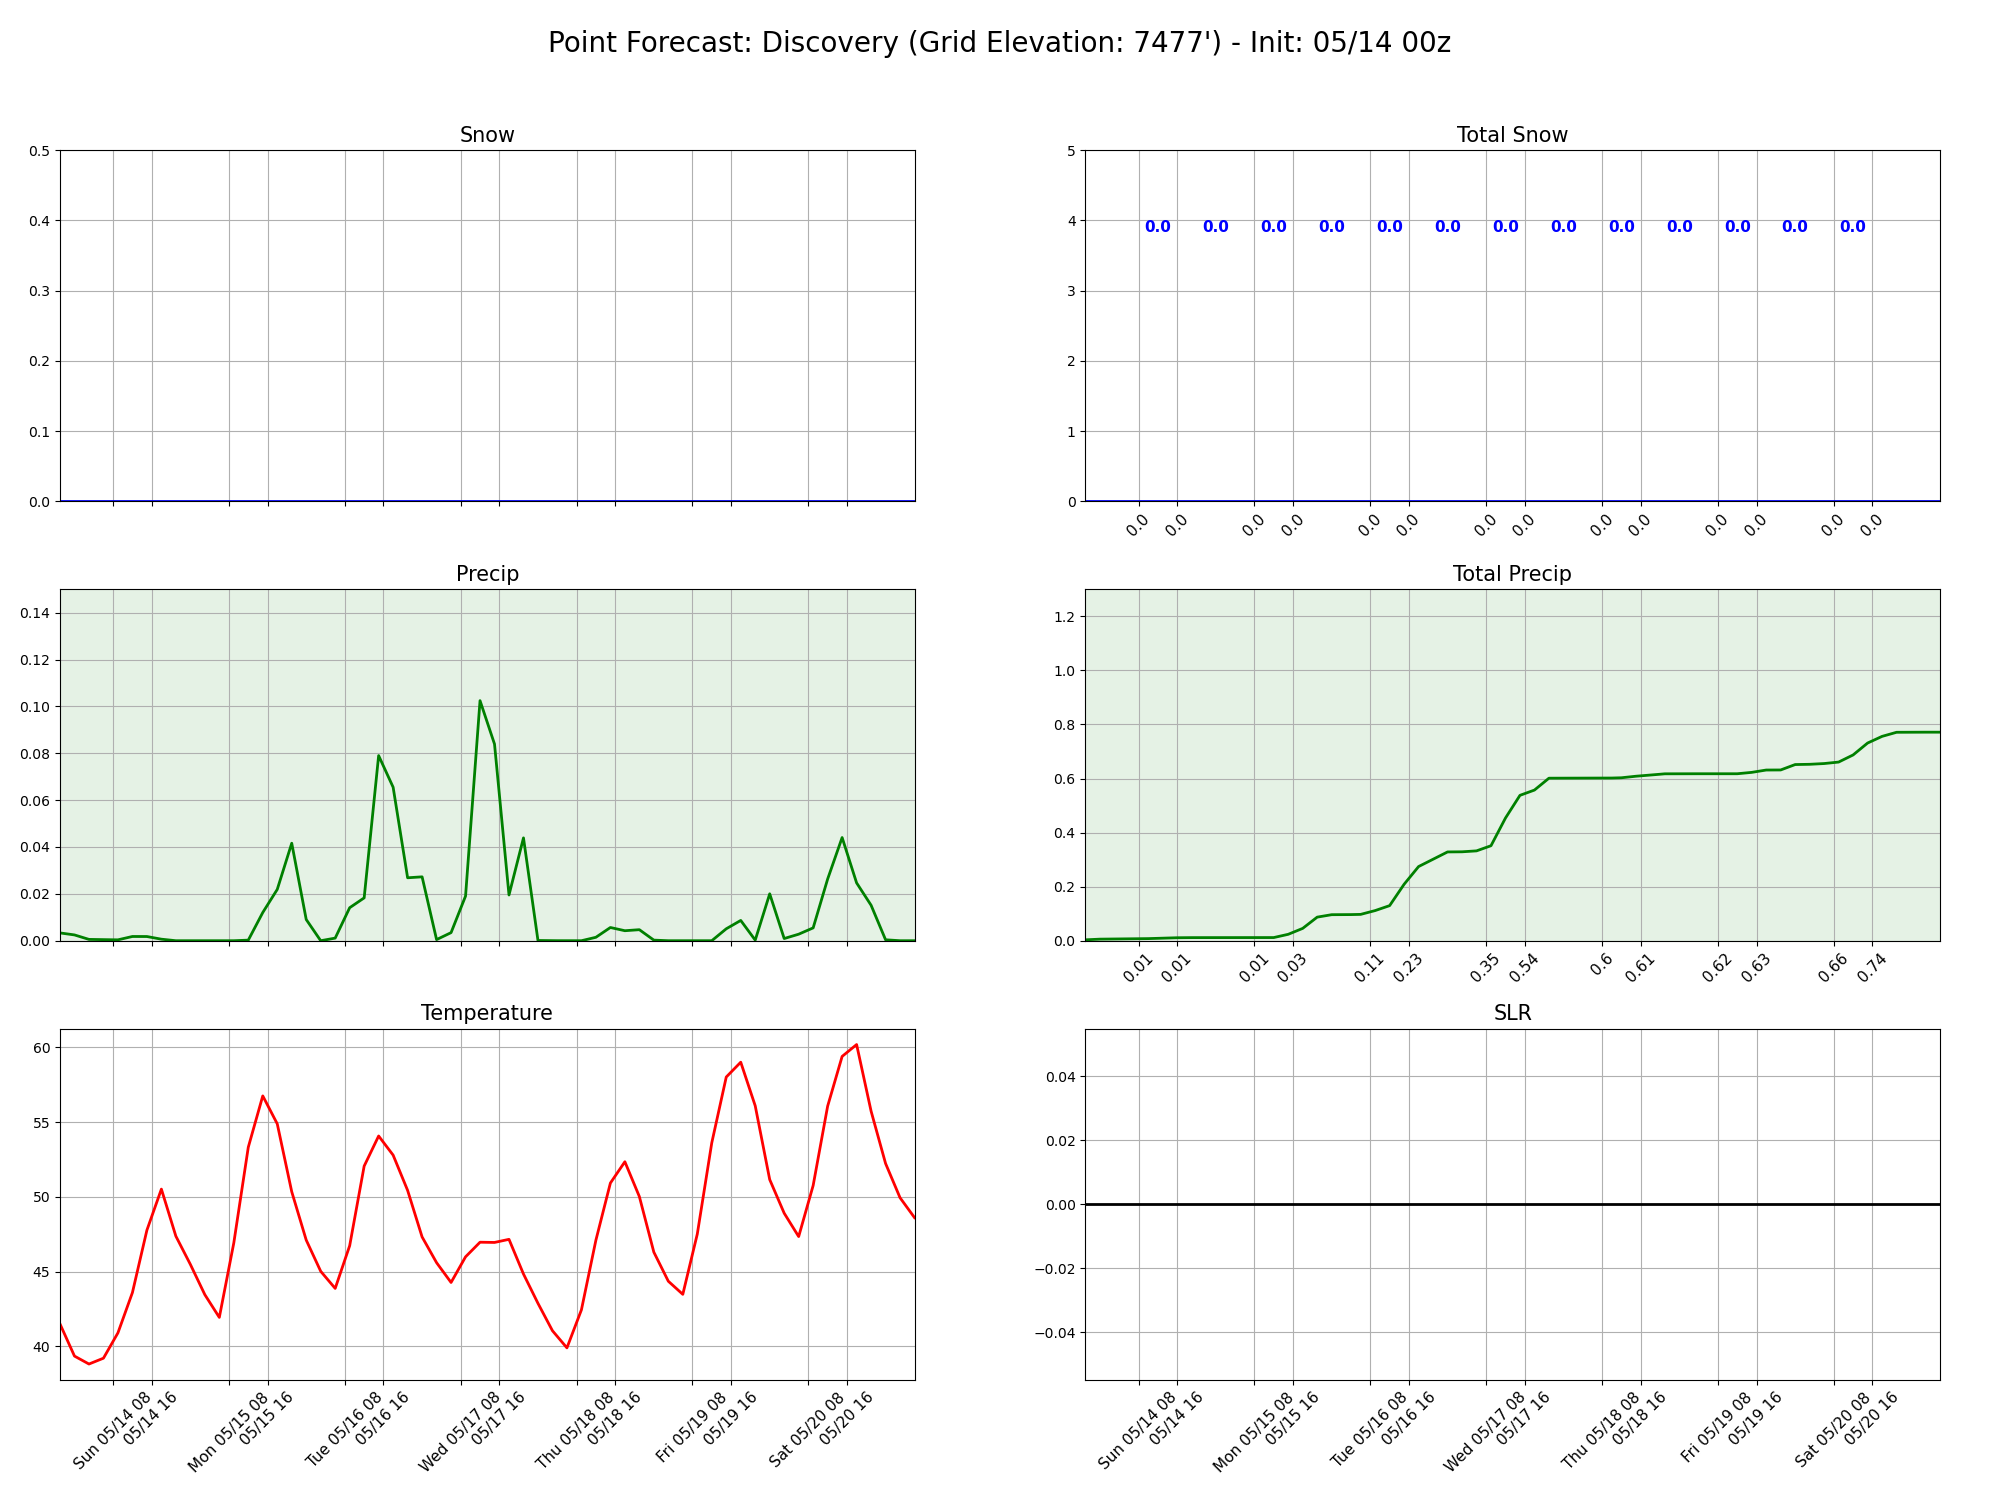 Point Forecast: Discovery (Grid Elevation: 7477') - Init: 05/14 00z
Snow
0.5
0.4
0.3
0.2
0.1
0.0
Total Snow
5
4
3
2
1
0
0.0 0.0 0.0 0.0 0.0 0.0 0.0 0.0 0.0 0.0 0.0 0.0 0.0
0.0 0.0 0.0 0.0 0.0 0.0 0.0 0.0 0.0 0.0 0.0 0.0 0.0 0.0
Precip
0.14
0.12
0.10
0.08
0.06
0.04
0.02
0.00
Total Precip
1.2
1.0
0.8
0.6
0.4
0.2
0.0
0.01 0.01 0.01 0.03 0.11 0.23 0.35 0.54 0.6 0.61 0.62 0.63 0.66 0.74
Temperature
60
55
50
45
40
Sun 05/14 08
05/14 16
Mon 05/15 08
05/15 16
Tue 05/16 08
05/16 16
Wed 05/17 08
05/17 16
Thu 05/18 08
05/18 16
Fri 05/19 08
05/19 16
Sat 05/20 08
05/20 16
SLR
0.04
0.02
0.00
−0.02
−0.04
Sun 05/14 08
05/14 16
Mon 05/15 08
05/15 16
Tue 05/16 08
05/16 16
Wed 05/17 08
05/17 16
Thu 05/18 08
05/18 16
Fri 05/19 08
05/19 16
Sat 05/20 08
05/20 16